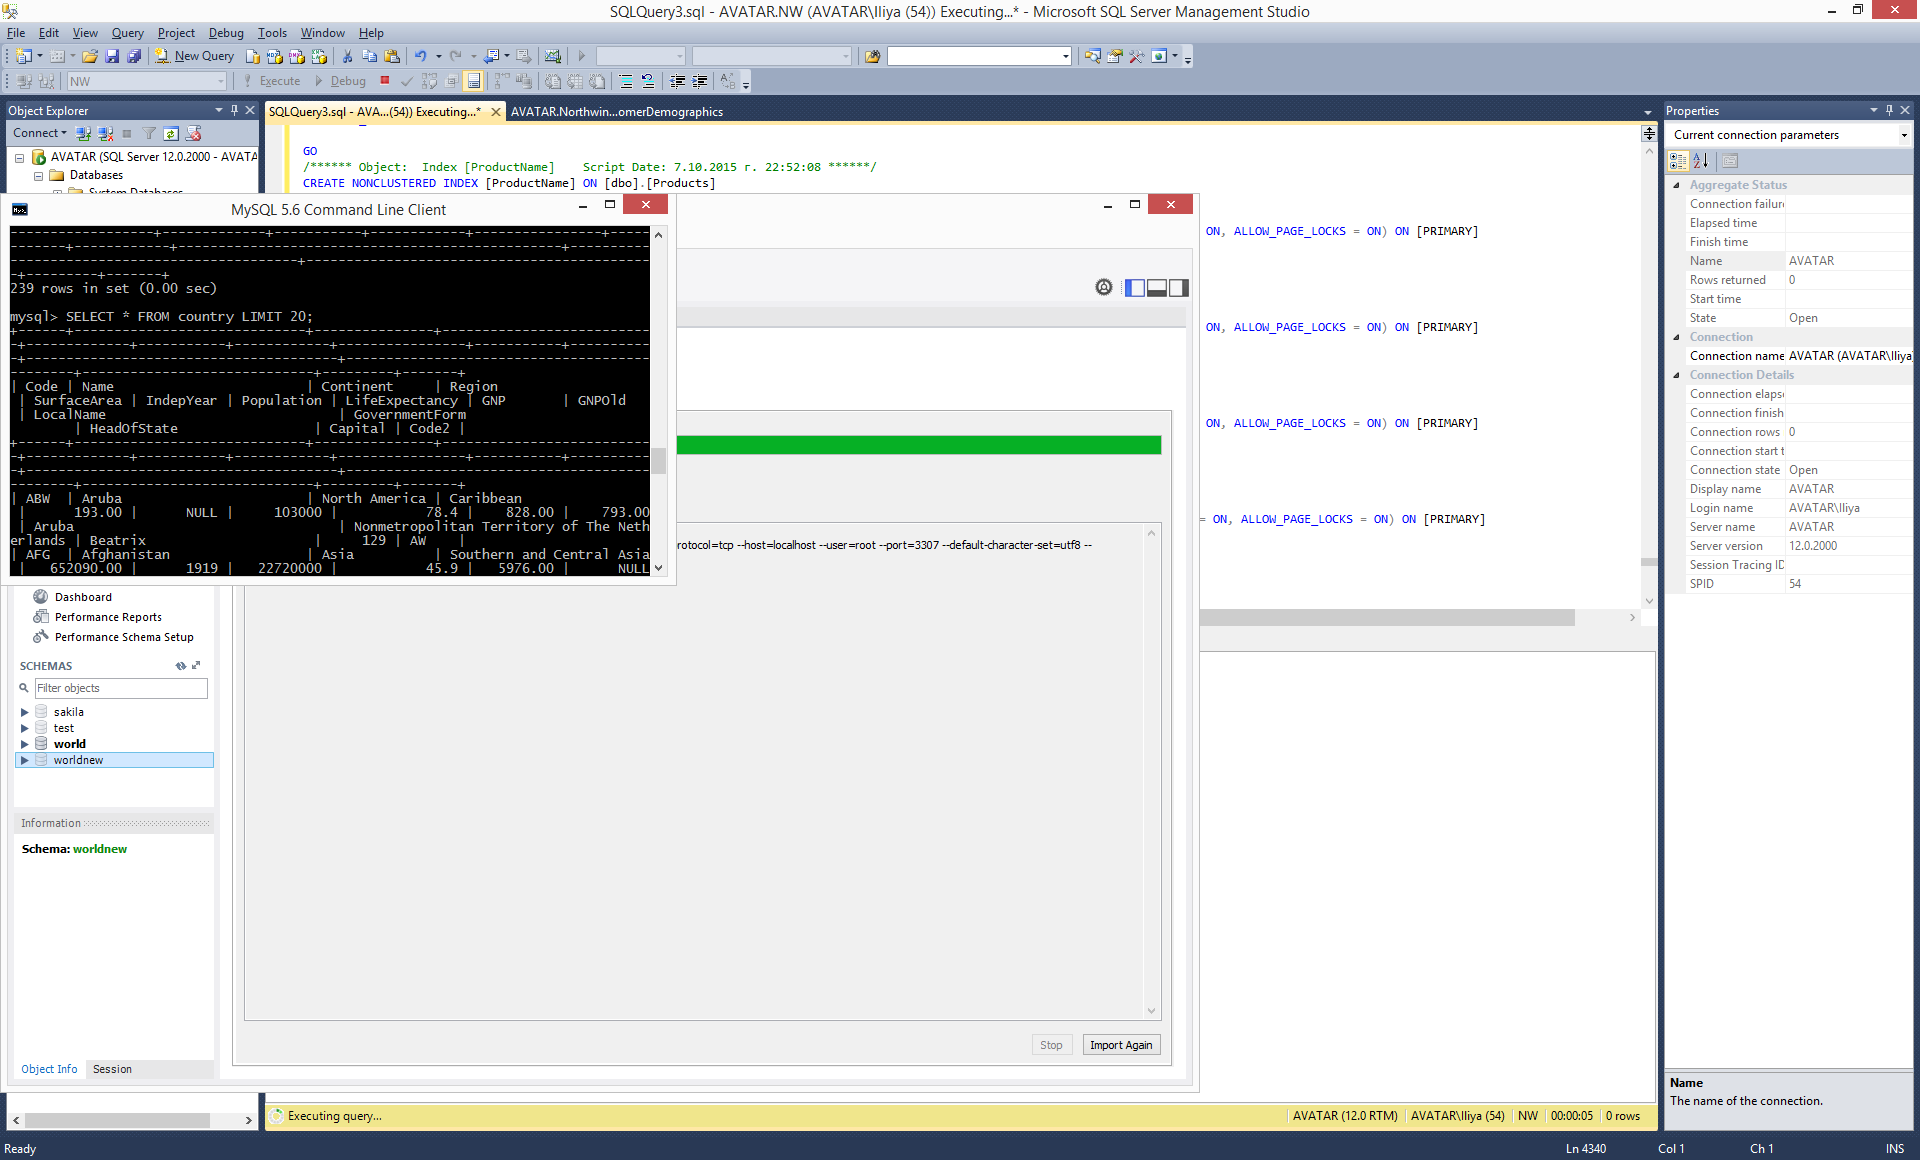 SQLQuery3.sql - AVATAR.NW (AVATAR\Iliya (54)) Executing...* - Microsoft SQL Server Management Studio
File Edit View Query Project Debug Tools Window Help
New Query
NW Execute Debug
Object Explorer
Connect
AVATAR (SQL Server 12.0.2000 - AVATA
Databases
System Databases
SQLQuery3.sql - AVA...(54)) Executing...* AVATAR.Northwin...omerDemographics
GO
/****** Object:  Index [ProductName]    Script Date: 7.10.2015 г. 22:52:08 ******/
CREATE NONCLUSTERED INDEX [ProductName] ON [dbo].[Products]
ON, ALLOW_PAGE_LOCKS = ON) ON [PRIMARY]
ON, ALLOW_PAGE_LOCKS = ON) ON [PRIMARY]
ON, ALLOW_PAGE_LOCKS = ON) ON [PRIMARY]
= ON, ALLOW_PAGE_LOCKS = ON) ON [PRIMARY]
MySQL 5.6 Command Line Client
239 rows in set (0.00 sec)
mysql> SELECT * FROM country LIMIT 20;
| Code | Name | Continent | Region
| SurfaceArea | IndepYear | Population | LifeExpectancy | GNP | GNPOld
| LocalName | GovernmentForm
| HeadOfState | Capital | Code2 |
| ABW | Aruba | North America | Caribbean
| 193.00 | NULL | 103000 | 78.4 | 828.00 | 793.00
| Aruba | Nonmetropolitan Territory of The Neth
erlands | Beatrix | 129 | AW |
| AFG | Afghanistan | Asia | Southern and Central Asia
| 652090.00 | 1919 | 22720000 | 45.9 | 5976.00 | NULL
rotocol=tcp --host=localhost --user=root --port=3307 --default-character-set=utf8 --
Dashboard
Performance Reports
Performance Schema Setup
SCHEMAS
Filter objects
sakila
test
world
worldnew
Information
Schema: worldnew
Object Info Session
Stop Import Again
Executing query... AVATAR (12.0 RTM) AVATAR\Iliya (54) NW 00:00:05 0 rows
Properties
Current connection parameters
Aggregate Status
Connection failur
Elapsed time
Finish time
Name AVATAR
Rows returned 0
Start time
State Open
Connection
Connection name AVATAR (AVATAR\Iliya)
Connection Details
Connection elaps
Connection finish
Connection rows 0
Connection start t
Connection state Open
Display name AVATAR
Login name AVATAR\Iliya
Server name AVATAR
Server version 12.0.2000
Session Tracing ID
SPID 54
Name
The name of the connection.
Ready Ln 4340 Col 1 Ch 1 INS